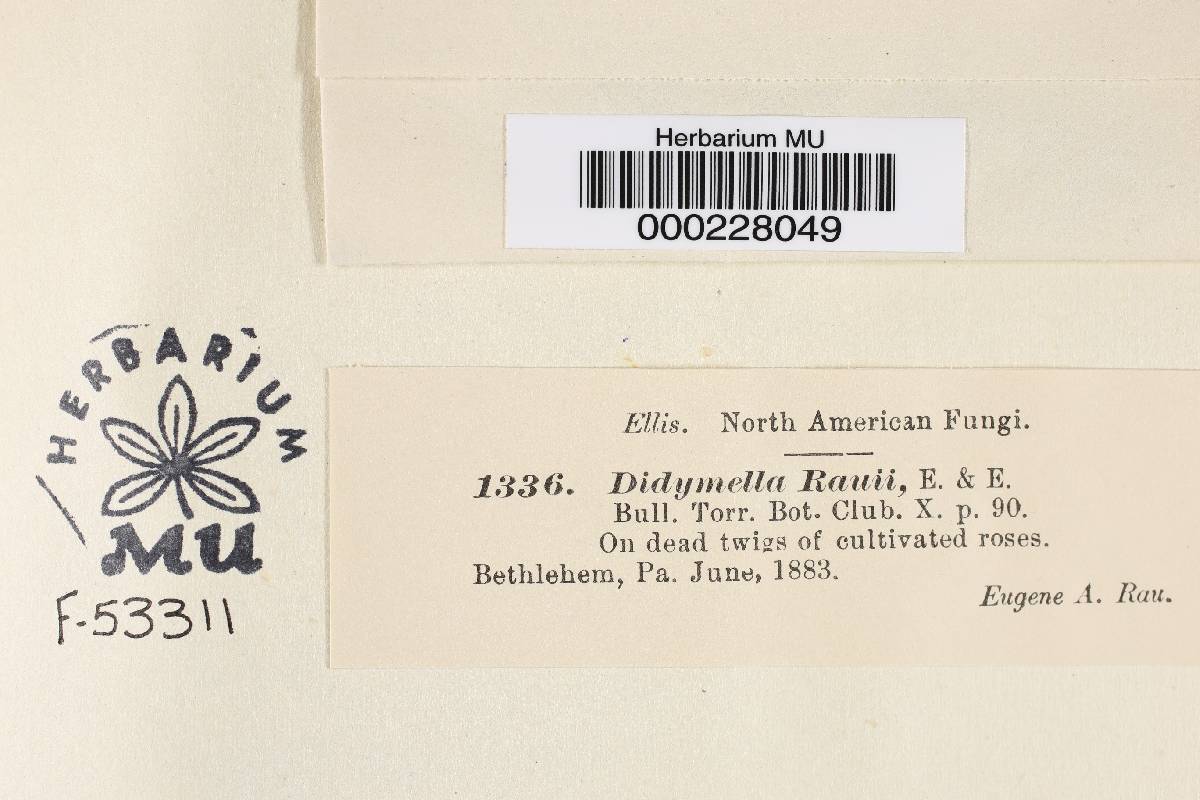 Herbarium MU
000228049
HERBARIUM
MU
F-53311
Ellis. North American Fungi.
1336. Didymella Rauii, E. & E.
Bull. Torr. Bot. Club. X. p. 90.
On dead twigs of cultivated roses.
Bethlehem, Pa. June, 1883.
Eugene A. Rau.